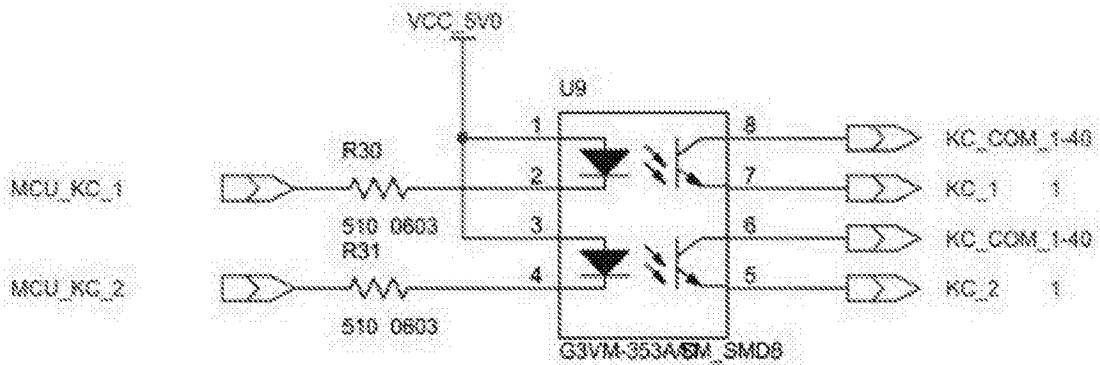 VCC_5V0
U9
1
8
KC_COM_1-40
R30
MCU_KC_1
2
7
KC_1 1
510 0603
3
6
KC_COM_1-40
R31
MCU_KC_2
4
5
KC_2 1
510 0603